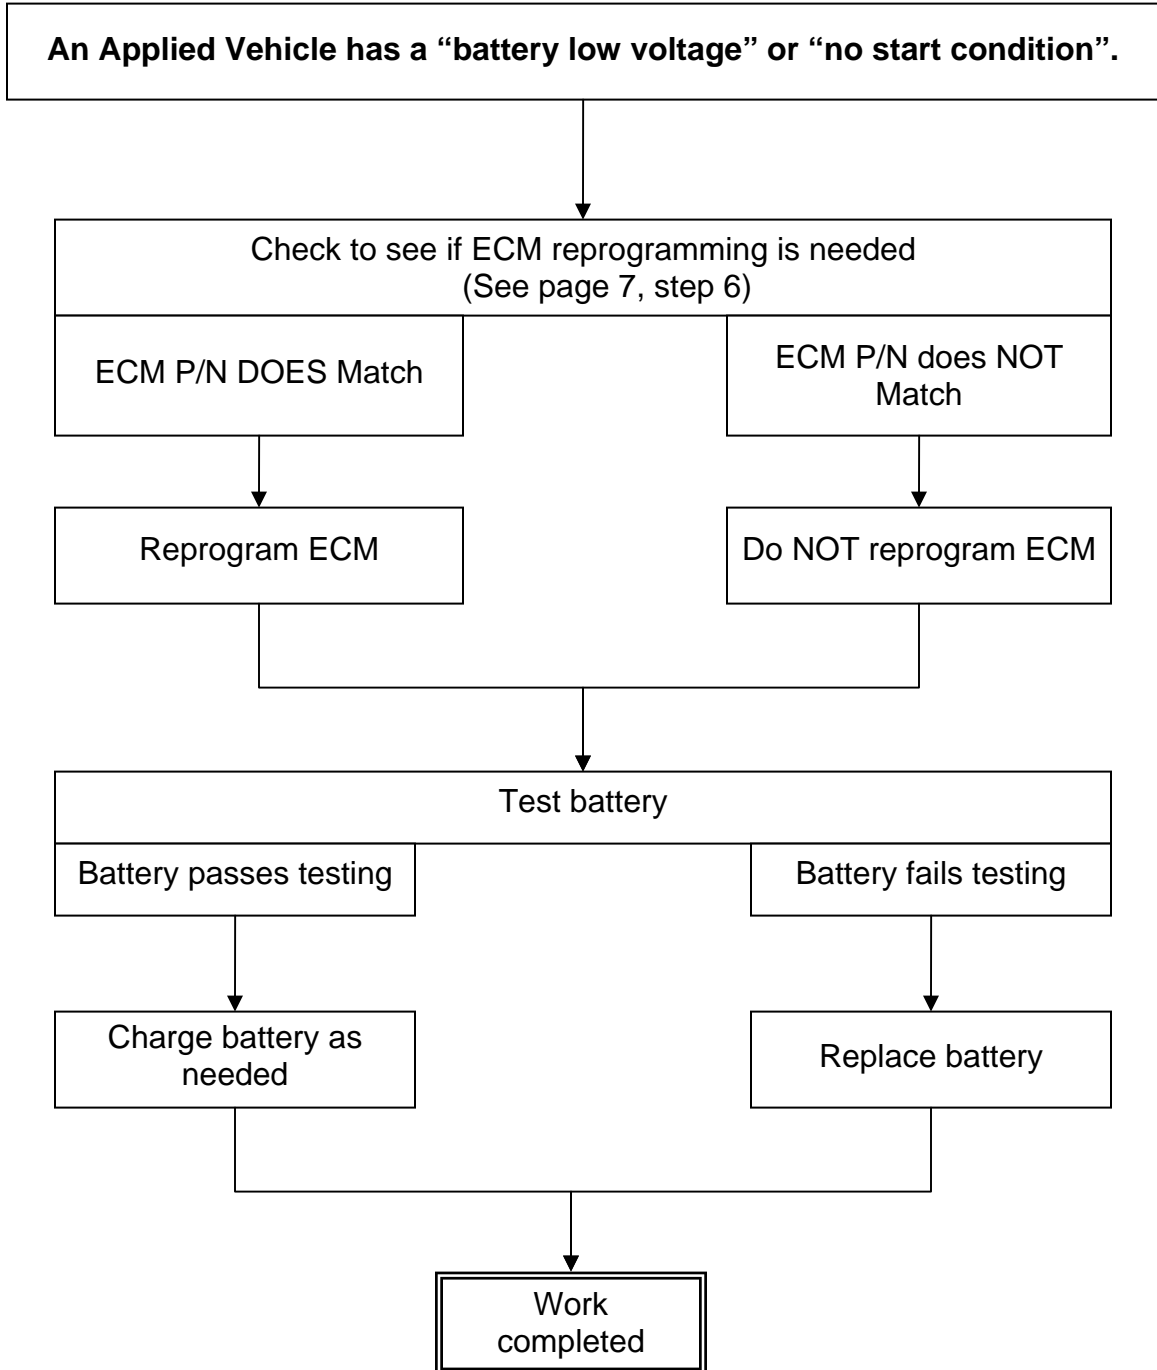 An Applied Vehicle has a “battery low voltage” or “no start condition”.
Check to see if ECM reprogramming is needed
(See page 7, step 6)
ECM P/N DOES Match
ECM P/N does NOT
Match
Reprogram ECM
Do NOT reprogram ECM
Test battery
Battery passes testing
Battery fails testing
Charge battery as
needed
Replace battery
Work
completed